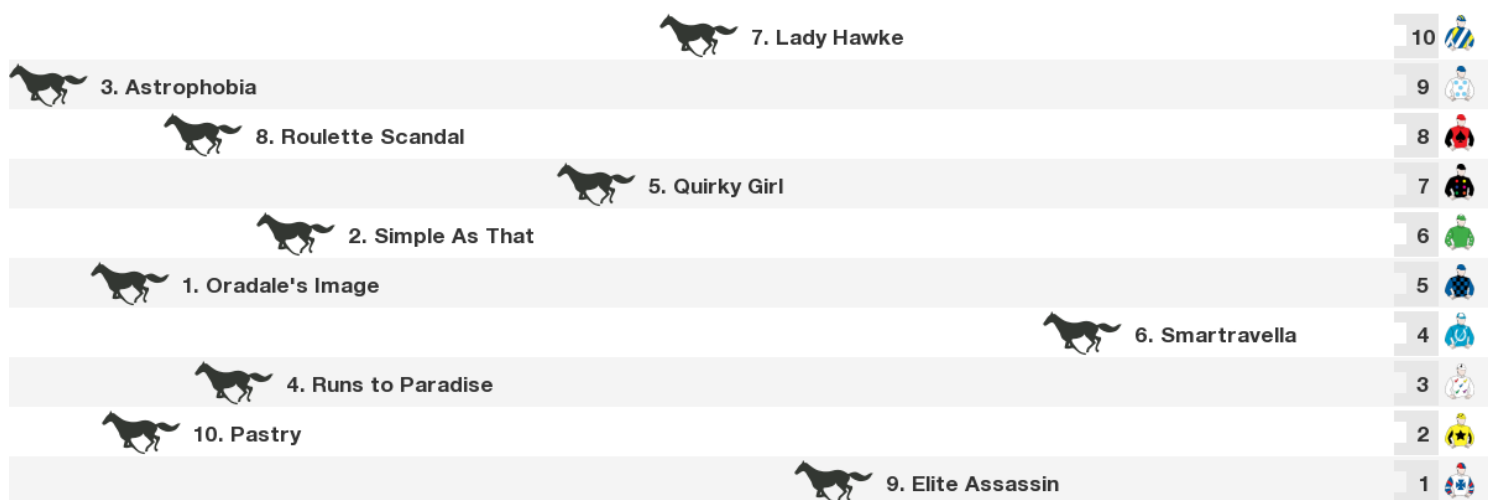 7. Lady Hawke 10
3. Astrophobia 9
8. Roulette Scandal 8
5. Quirky Girl 7
2. Simple As That 6
1. Oradale's Image 5
6. Smartravella 4
4. Runs to Paradise 3
10. Pastry 2
9. Elite Assassin 1